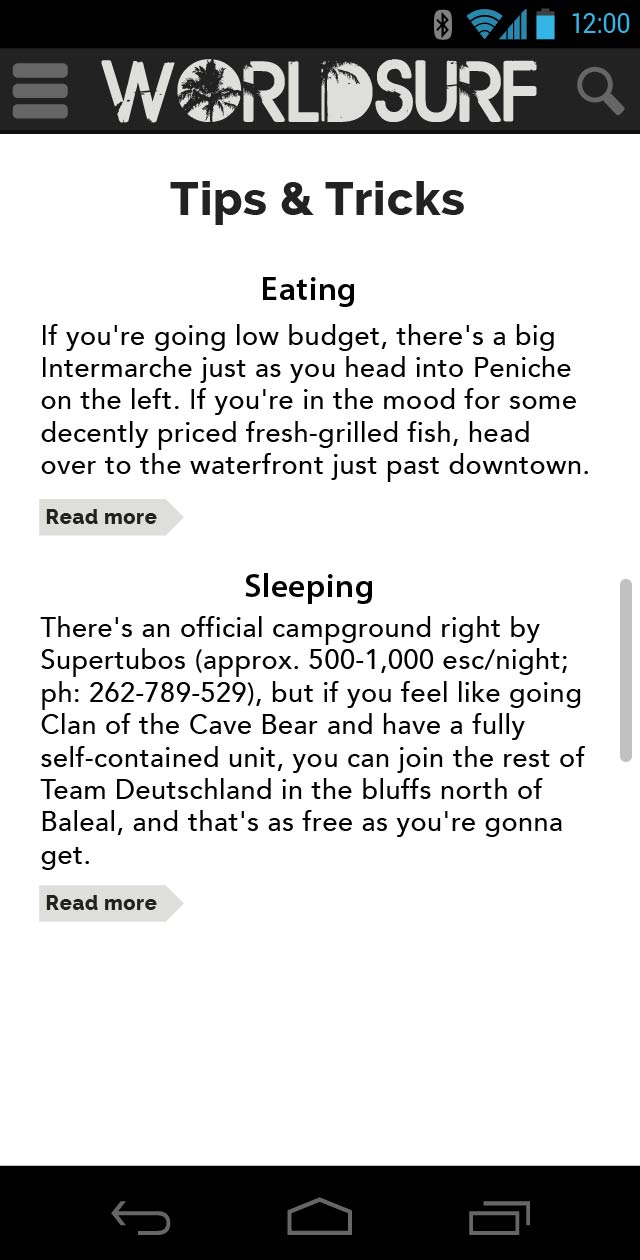 12:00
WORLDSURF
Tips & Tricks
Eating
If you're going low budget, there's a big
Intermarche just as you head into Peniche
on the left. If you're in the mood for some
decently priced fresh-grilled fish, head
over to the waterfront just past downtown.
Read more
Sleeping
There's an official campground right by
Supertubos (approx. 500-1,000 esc/night;
ph: 262-789-529), but if you feel like going
Clan of the Cave Bear and have a fully
self-contained unit, you can join the rest of
Team Deutschland in the bluffs north of
Baleal, and that's as free as you're gonna
get.
Read more